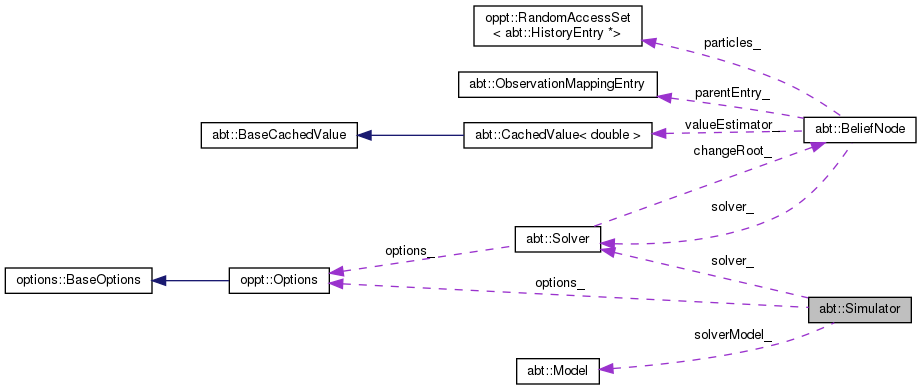 oppt::RandomAccessSet
< abt::HistoryEntry *>
particles_
abt::ObservationMappingEntry
parentEntry_
abt::BaseCachedValue
abt::CachedValue< double >
valueEstimator_
abt::BeliefNode
changeRoot_
solver_
abt::Solver
options_
solver_
options::BaseOptions
oppt::Options
options_
abt::Simulator
solverModel_
abt::Model